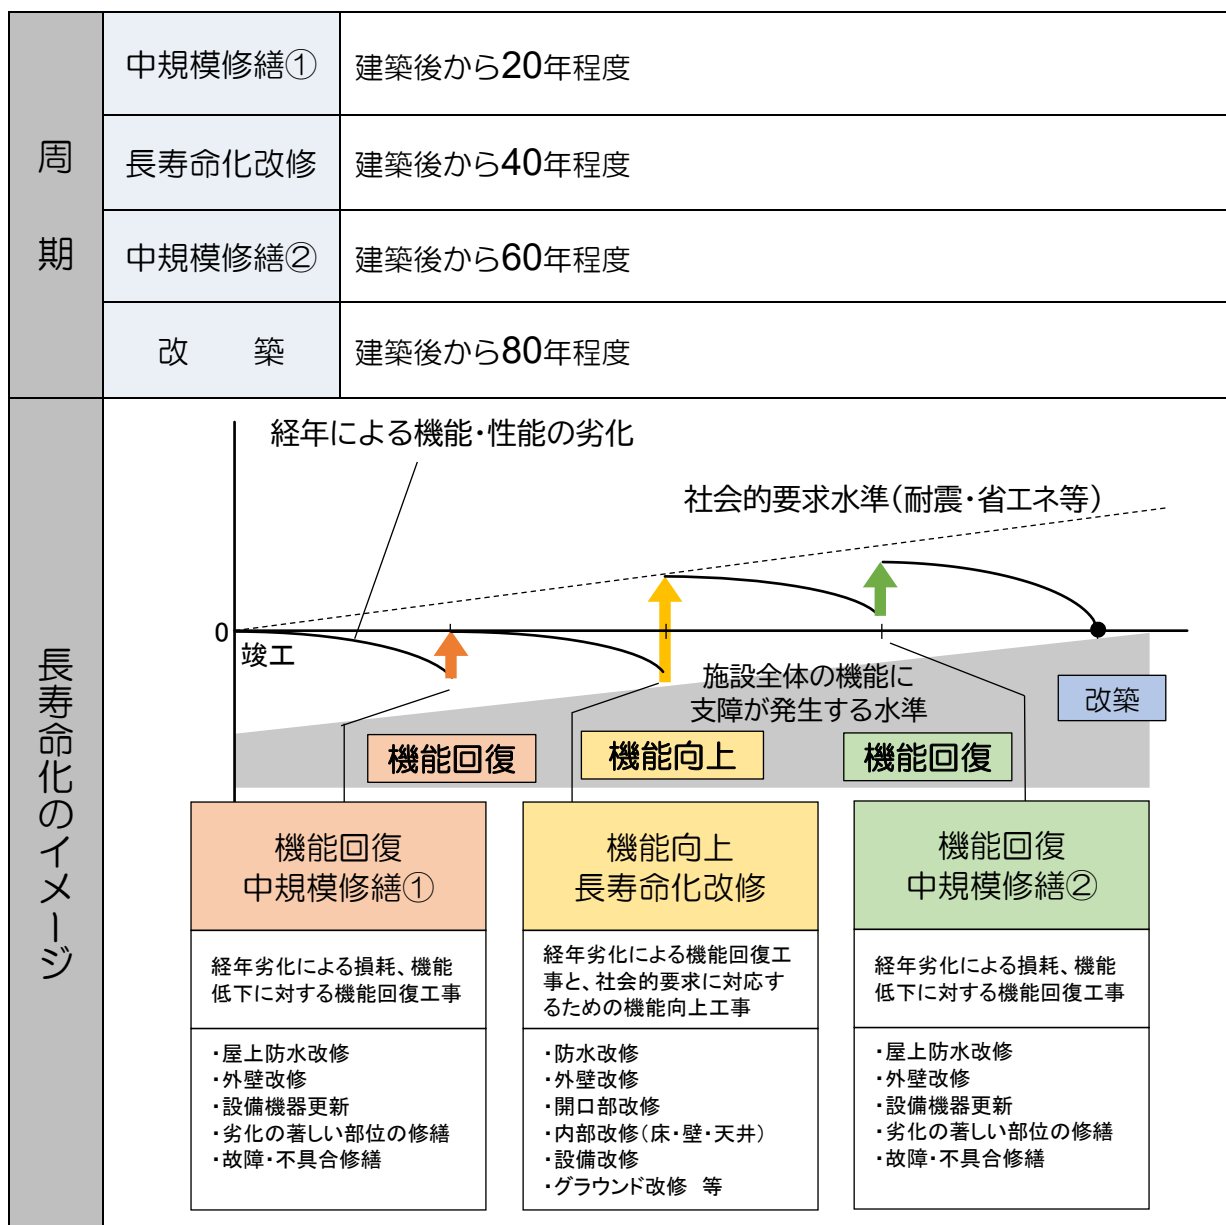 周期
中規模修繕①
建築後から20年程度
長寿命化改修
建築後から40年程度
中規模修繕②
建築後から60年程度
改　　築
建築後から80年程度
長寿命化のイメージ
経年による機能・性能の劣化
社会的要求水準（耐震・省エネ等）
0
竣工
施設全体の機能に
支障が発生する水準
改築
機能回復
機能向上
機能回復
機能回復
中規模修繕①
経年劣化による損耗、機能
低下に対する機能回復工事
・屋上防水改修
・外壁改修
・設備機器更新
・劣化の著しい部位の修繕
・故障・不具合修繕
機能向上
長寿命化改修
経年劣化による機能回復工
事と、社会的要求に対応す
るための機能向上工事
・防水改修
・外壁改修
・開口部改修
・内部改修（床・壁・天井）
・設備改修
・グラウンド改修　等
機能回復
中規模修繕②
経年劣化による損耗、機能
低下に対する機能回復工事
・屋上防水改修
・外壁改修
・設備機器更新
・劣化の著しい部位の修繕
・故障・不具合修繕